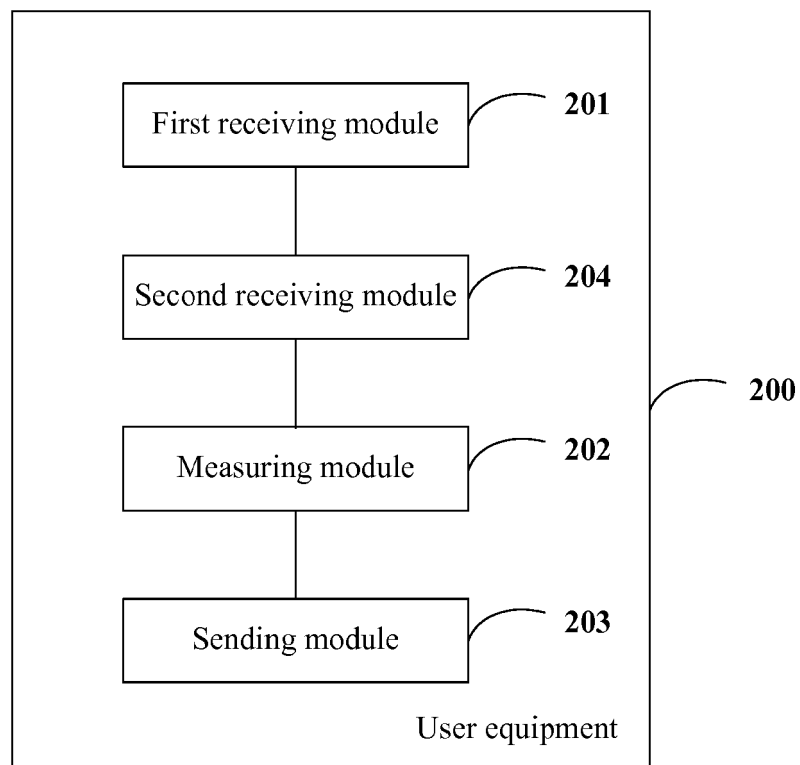 First receiving module
201
Second receiving module
204
200
Measuring module
202
Sending module
203
User equipment